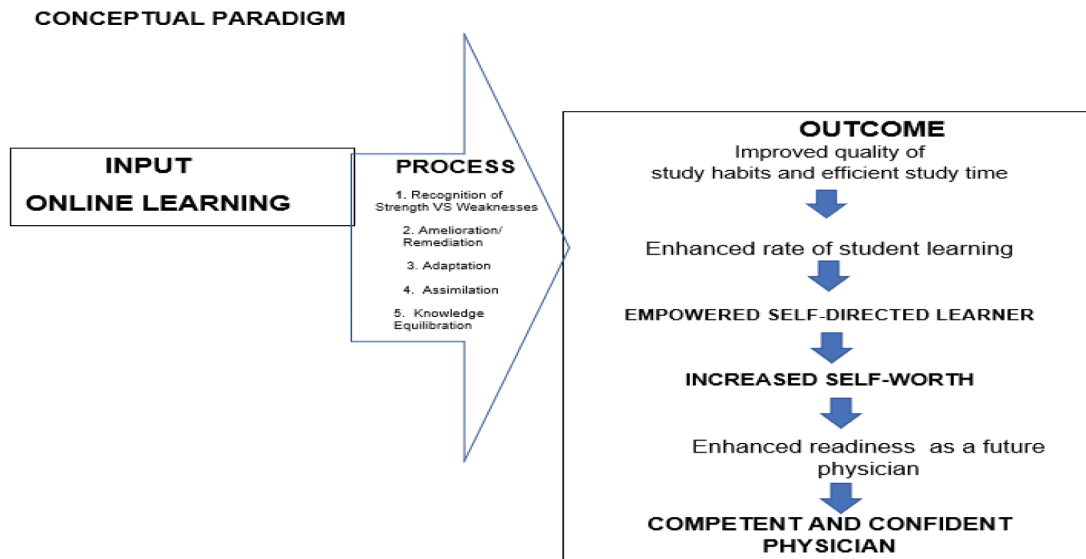 CONCEPTUAL PARADIGM
INPUT
ONLINE LEARNING
PROCESS
1. Recognition of
Strength VS Weaknesses
2. Amelioration/
Remediation
3. Adaptation
4. Assimilation
5. Knowledge
Equilibration
OUTCOME
Improved quality of
study habits and efficient study time
Enhanced rate of student learning
EMPOWERED SELF-DIRECTED LEARNER
INCREASED SELF-WORTH
Enhanced readiness as a future
physician
COMPETENT AND CONFIDENT
PHYSICIAN